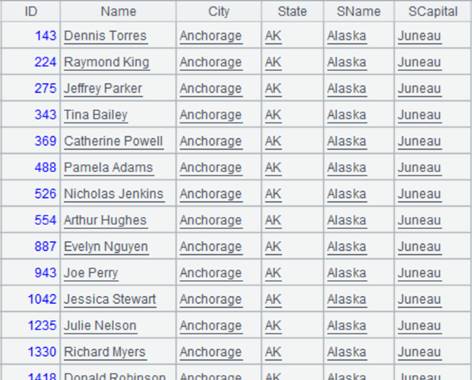 ID Name City State SName SCapital
143 Dennis Torres Anchorage AK Alaska Juneau
224 Raymond King Anchorage AK Alaska Juneau
275 Jeffrey Parker Anchorage AK Alaska Juneau
343 Tina Bailey Anchorage AK Alaska Juneau
369 Catherine Powell Anchorage AK Alaska Juneau
488 Pamela Adams Anchorage AK Alaska Juneau
526 Nicholas Jenkins Anchorage AK Alaska Juneau
554 Arthur Hughes Anchorage AK Alaska Juneau
887 Evelyn Nguyen Anchorage AK Alaska Juneau
943 Joe Perry Anchorage AK Alaska Juneau
1042 Jessica Stewart Anchorage AK Alaska Juneau
1235 Julie Nelson Anchorage AK Alaska Juneau
1330 Richard Myers Anchorage AK Alaska Juneau
1418 Donald Robinson Anchorage AK Alaska Juneau